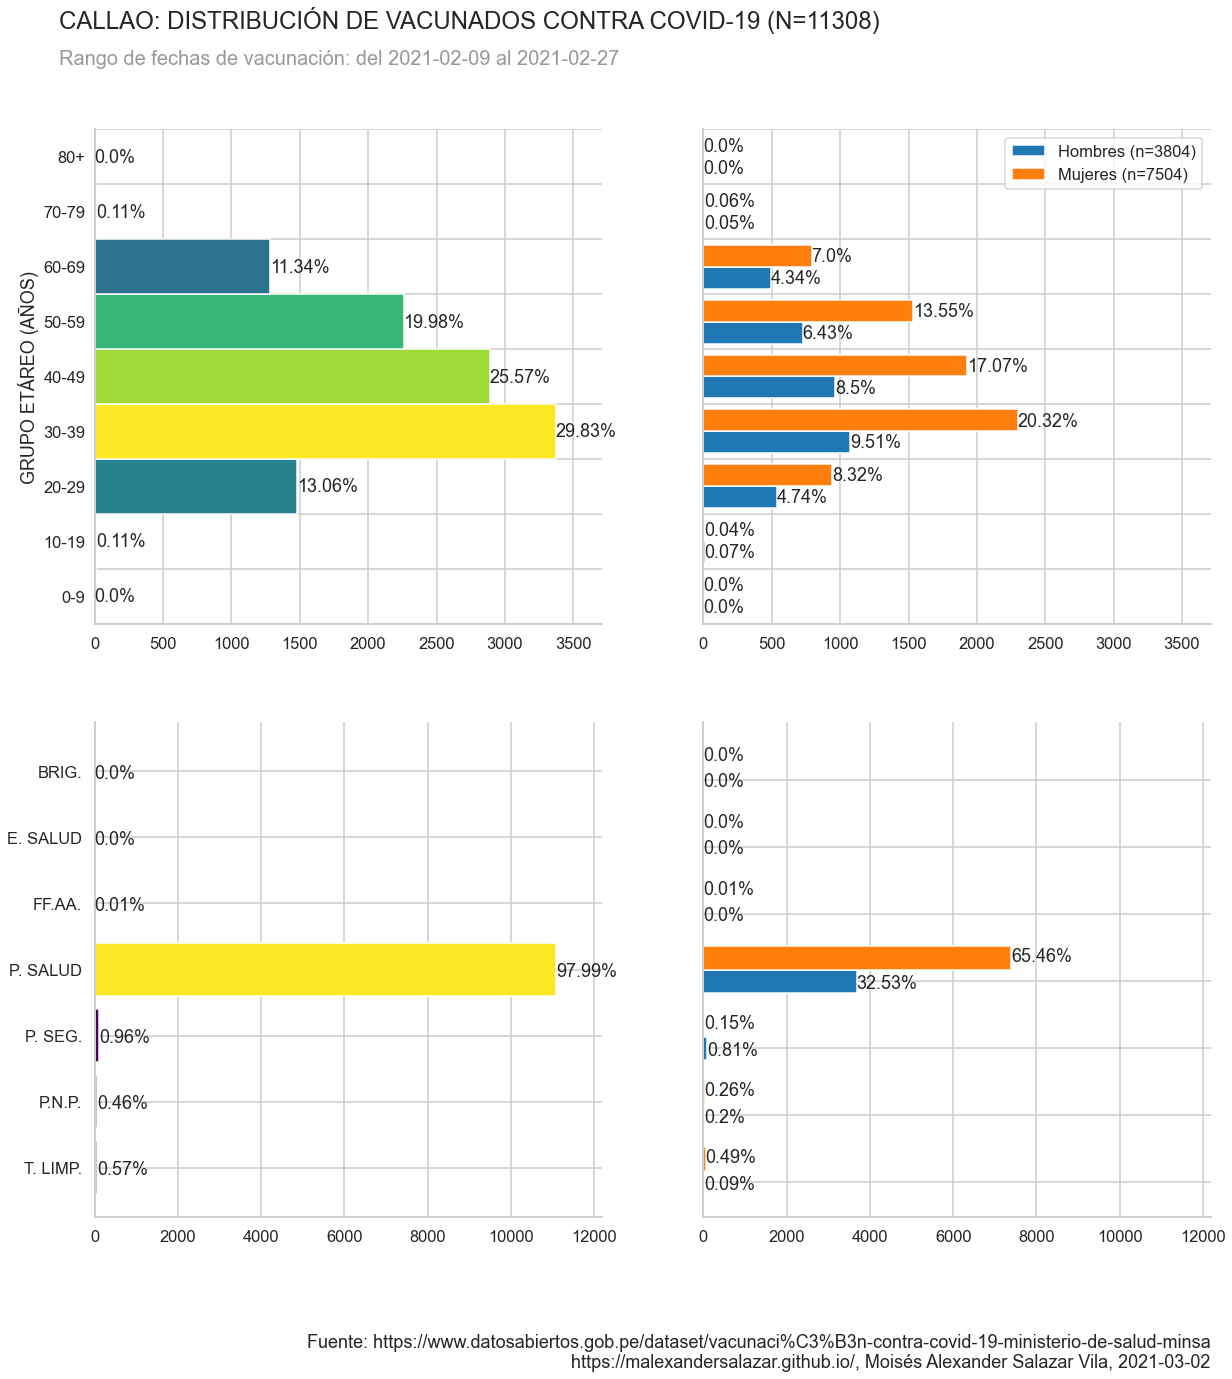 CALLAO: DISTRIBUCIÓN DE VACUNADOS CONTRA COVID-19 (N=11308)
Rango de fechas de vacunación: del 2021-02-09 al 2021-02-27
GRUPO ETÁREO (AÑOS)
80+ 0.0%
70-79 0.11%
60-69 11.34%
50-59 19.98%
40-49 25.57%
30-39 29.83%
20-29 13.06%
10-19 0.11%
0-9 0.0%
0 500 1000 1500 2000 2500 3000 3500
Hombres (n=3804)
Mujeres (n=7504)
0.0%
0.0%
0.06%
0.05%
7.0%
4.34%
13.55%
6.43%
17.07%
8.5%
20.32%
9.51%
8.32%
4.74%
0.04%
0.07%
0.0%
0.0%
0 500 1000 1500 2000 2500 3000 3500
BRIG. 0.0%
E. SALUD 0.0%
FF.AA. 0.01%
P. SALUD 97.99%
P. SEG. 0.96%
P.N.P. 0.46%
T. LIMP. 0.57%
0 2000 4000 6000 8000 10000 12000
0.0%
0.0%
0.0%
0.0%
0.01%
0.0%
65.46%
32.53%
0.15%
0.81%
0.26%
0.2%
0.49%
0.09%
0 2000 4000 6000 8000 10000 12000
Fuente: https://www.datosabiertos.gob.pe/dataset/vacunaci%C3%B3n-contra-covid-19-ministerio-de-salud-minsa
https://malexandersalazar.github.io/, Moisés Alexander Salazar Vila, 2021-03-02